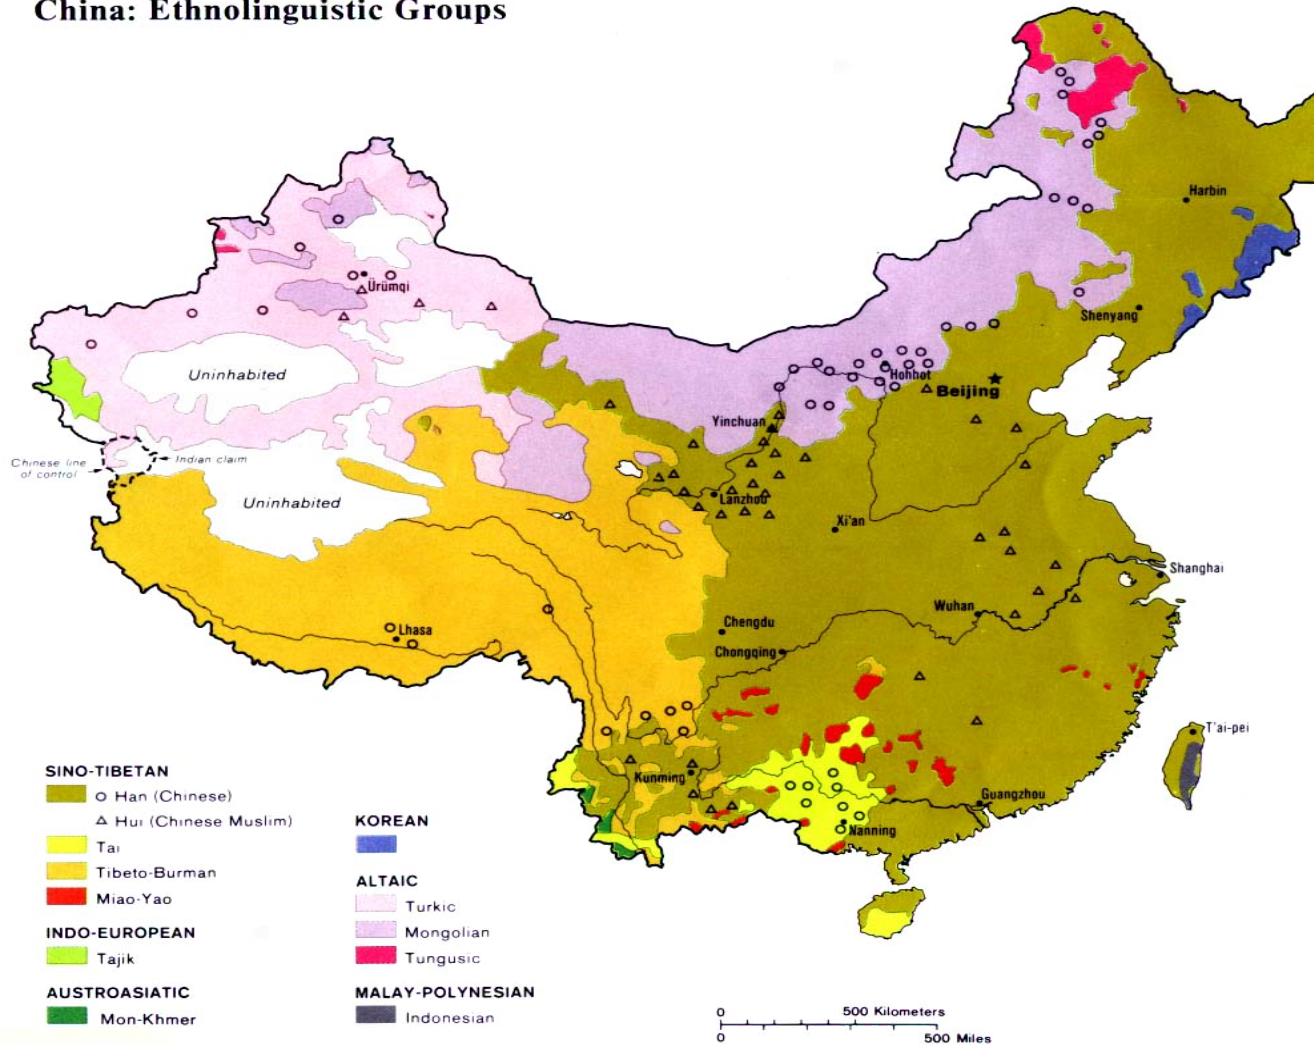 China: Ethnolinguistic Groups
Harbin
Ürümqi
Shenyang
Uninhabited
Hohhot
Beijing
Yinchuan
Chinese line
of control
Indian claim
Uninhabited
Lanzhou
Xi'an
Shanghai
Wuhan
Chengdu
Lhasa
Chongqing
T'ai-pei
Kunming
Guangzhou
Nanning
SINO-TIBETAN
Han (Chinese)
Hui (Chinese Muslim)
Tai
Tibeto-Burman
Miao-Yao
INDO-EUROPEAN
Tajik
AUSTROASIATIC
Mon-Khmer
KOREAN
ALTAIC
Turkic
Mongolian
Tungusic
MALAY-POLYNESIAN
Indonesian
0 500 Kilometers
0 500 Miles